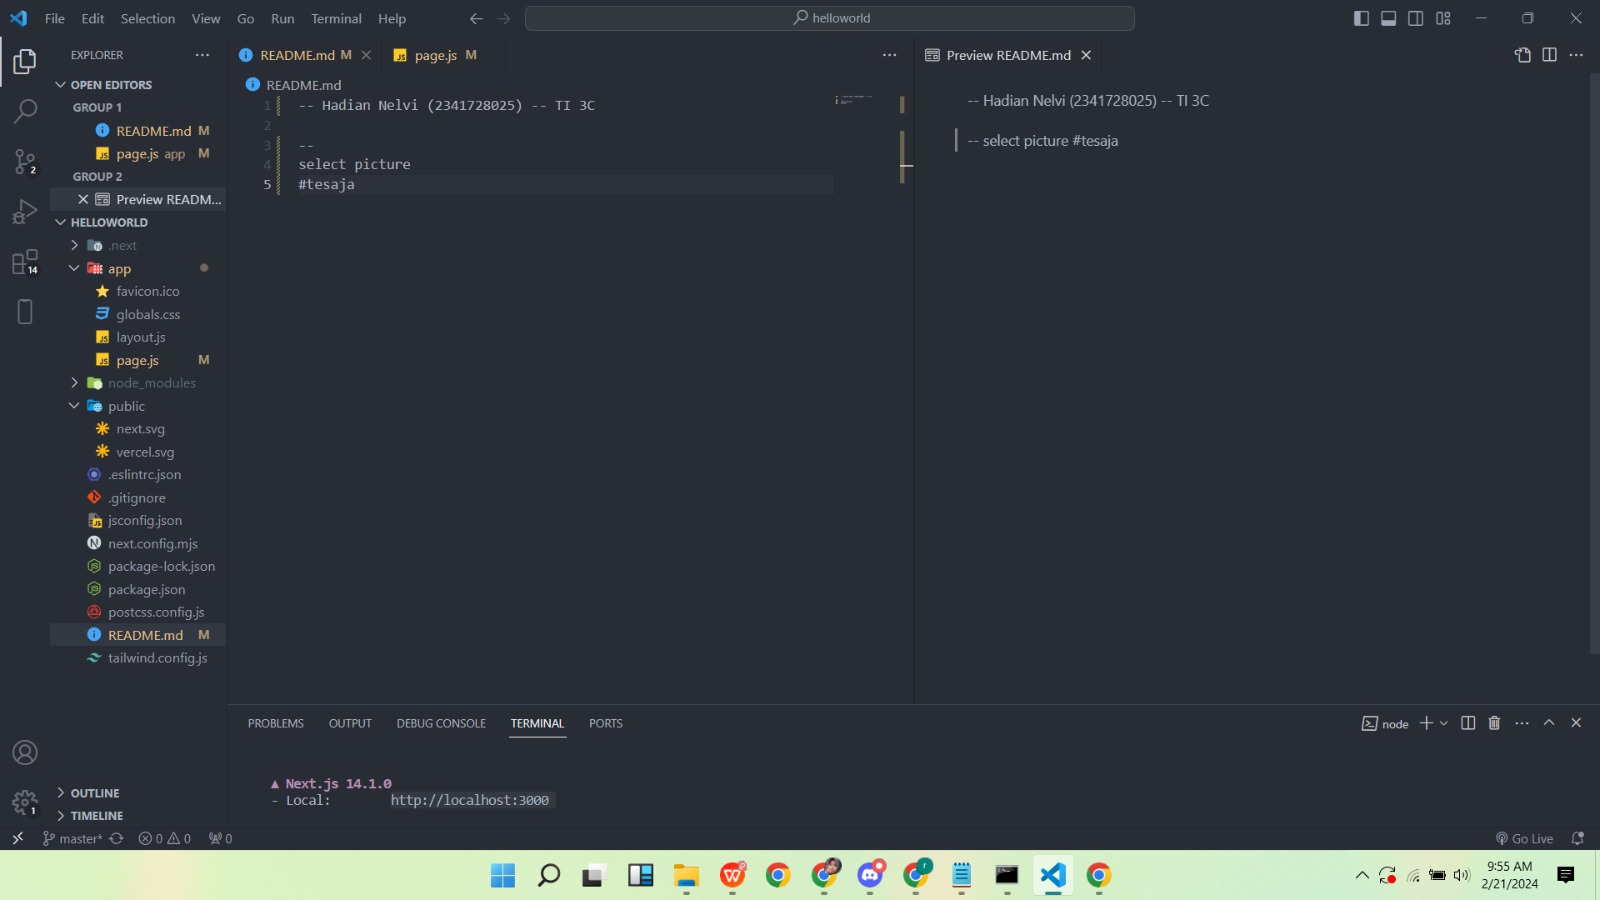 File Edit Selection View Go Run Terminal Help
helloworld
EXPLORER
OPEN EDITORS
GROUP 1
README.md M
page.js app M
GROUP 2
Preview READM...
HELLOWORLD
.next
app
favicon.ico
globals.css
layout.js
page.js M
node_modules
public
next.svg
vercel.svg
.eslintrc.json
.gitignore
jsconfig.json
next.config.mjs
package-lock.json
package.json
postcss.config.js
README.md M
tailwind.config.js
OUTLINE
TIMELINE
2
14
1
README.md M
page.js M
README.md
1 -- Hadian Nelvi (2341728025) -- TI 3C
2
3 --
4 select picture
5 #tesaja
Preview README.md
-- Hadian Nelvi (2341728025) -- TI 3C
-- select picture #tesaja
PROBLEMS OUTPUT DEBUG CONSOLE TERMINAL PORTS
node
▲ Next.js 14.1.0
- Local: http://localhost:3000
master* 0 0 0
Go Live
9:55 AM
2/21/2024